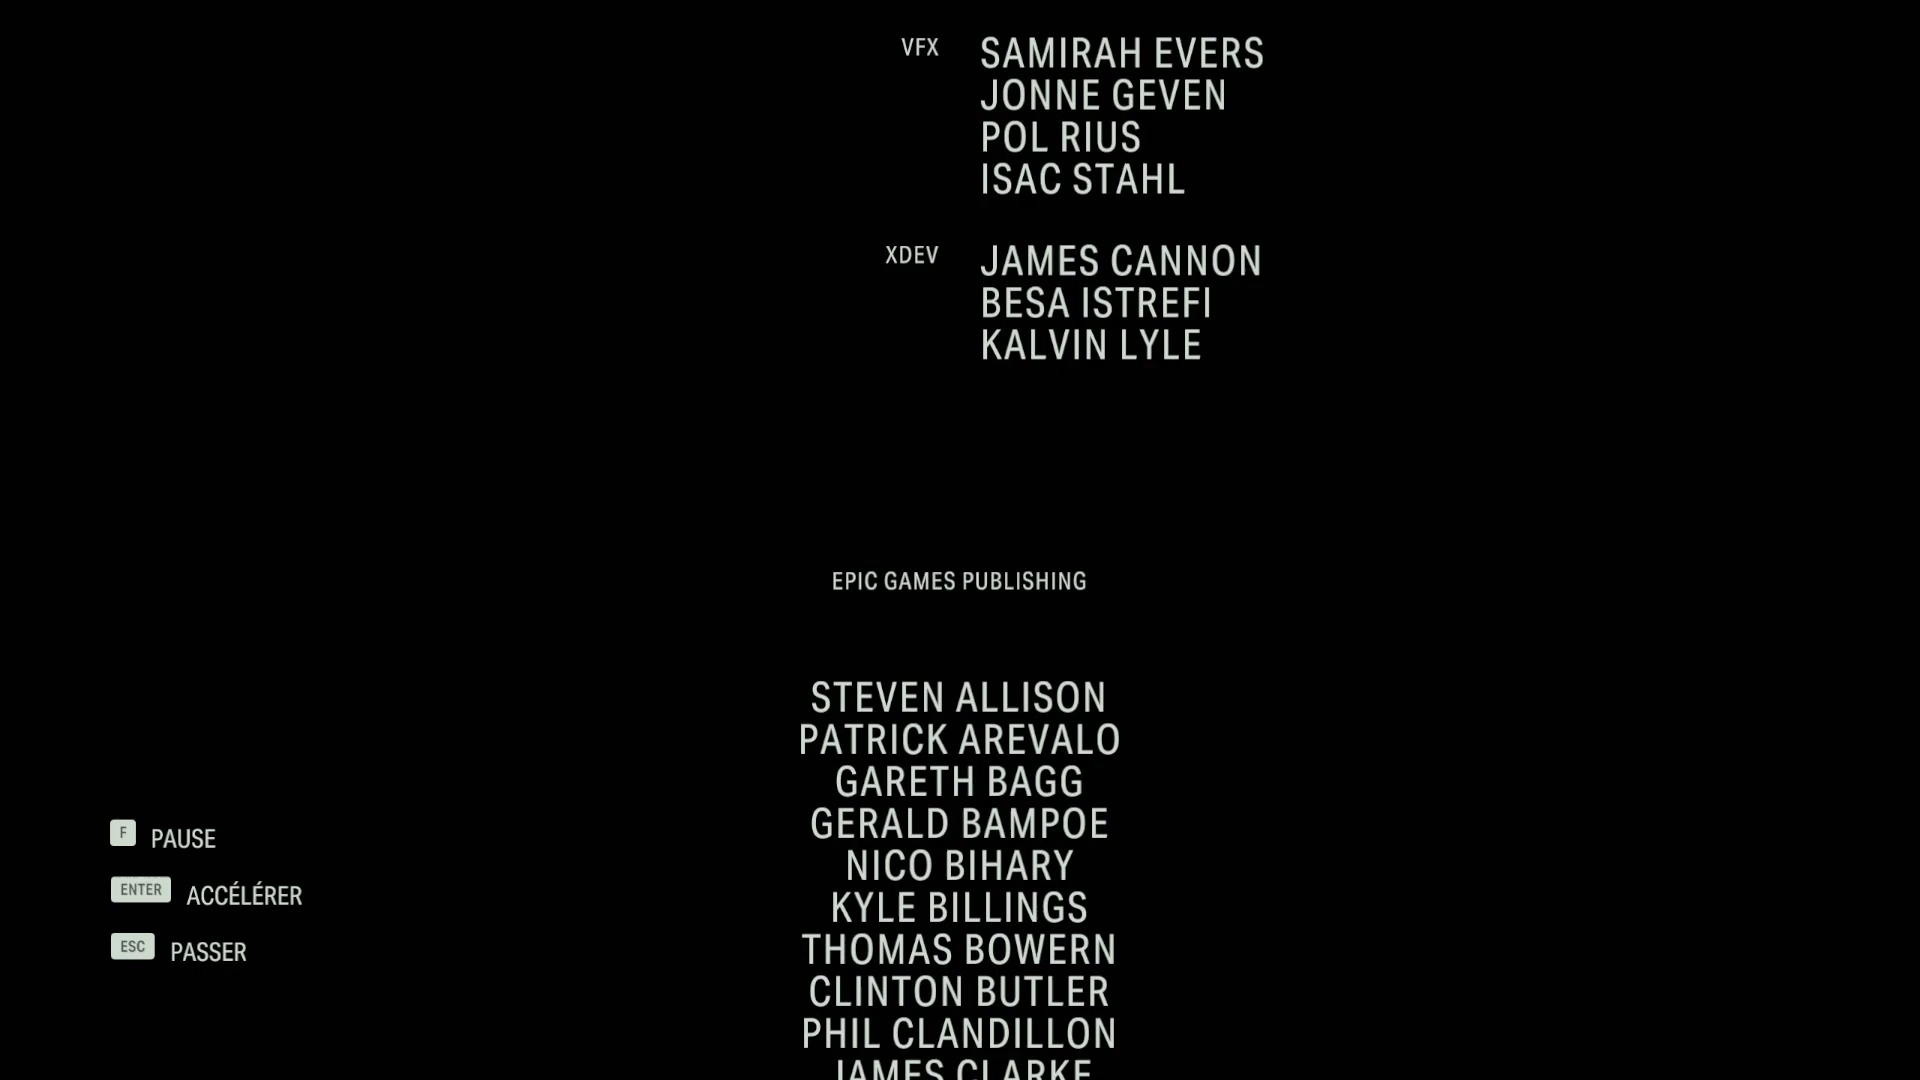 VFX SAMIRAH EVERS
JONNE GEVEN
POL RIUS
ISAC STAHL
XDEV JAMES CANNON
BESA ISTREFI
KALVIN LYLE
EPIC GAMES PUBLISHING
STEVEN ALLISON
PATRICK AREVALO
GARETH BAGG
GERALD BAMPOE
NICO BIHARY
KYLE BILLINGS
THOMAS BOWERN
CLINTON BUTLER
PHIL CLANDILLON
JAMES CLARKE
F PAUSE
ENTER ACCÉLÉRER
ESC PASSER